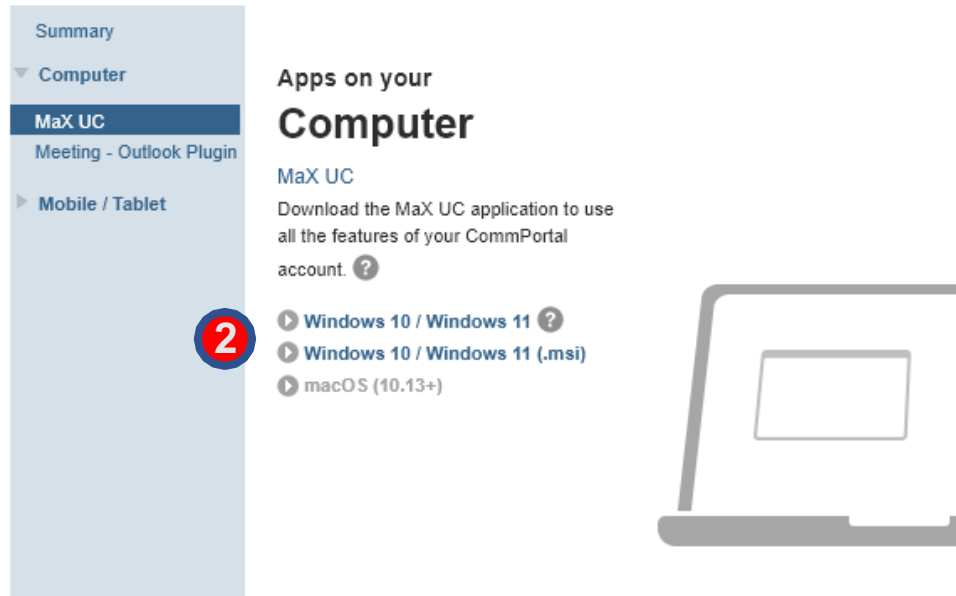 Summary
Computer
MaX UC
Meeting - Outlook Plugin
Mobile / Tablet
Apps on your
Computer
MaX UC
Download the MaX UC application to use
all the features of your CommPortal
account. ?
2
Windows 10 / Windows 11 ?
Windows 10 / Windows 11 (.msi)
macOS (10.13+)